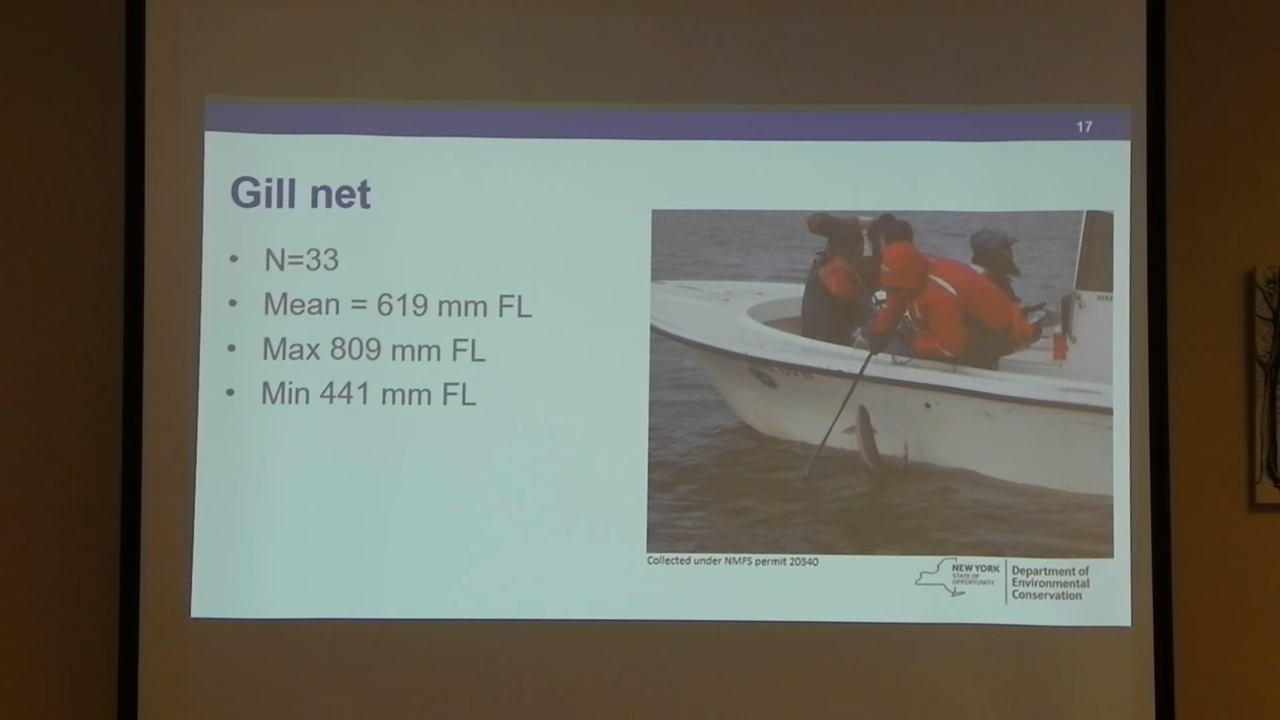 17
Gill net
• N=33
• Mean = 619 mm FL
• Max 809 mm FL
• Min 441 mm FL
Collected under NMFS permit 20340
NEW YORK
STATE OF
OPPORTUNITY
Department of
Environmental
Conservation